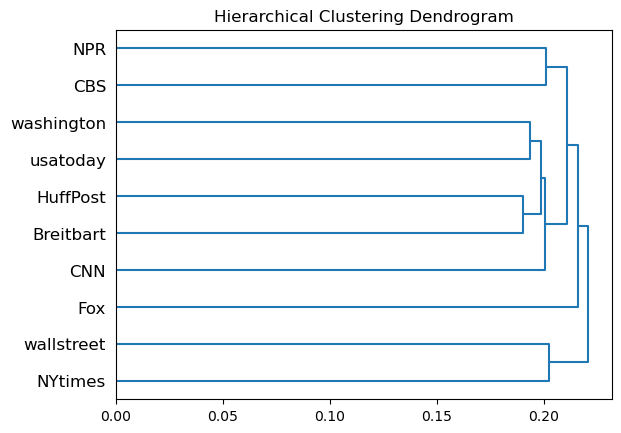 Hierarchical Clustering Dendrogram
NPR
CBS
washington
usatoday
HuffPost
Breitbart
CNN
Fox
wallstreet
NYtimes
0.00 0.05 0.10 0.15 0.20